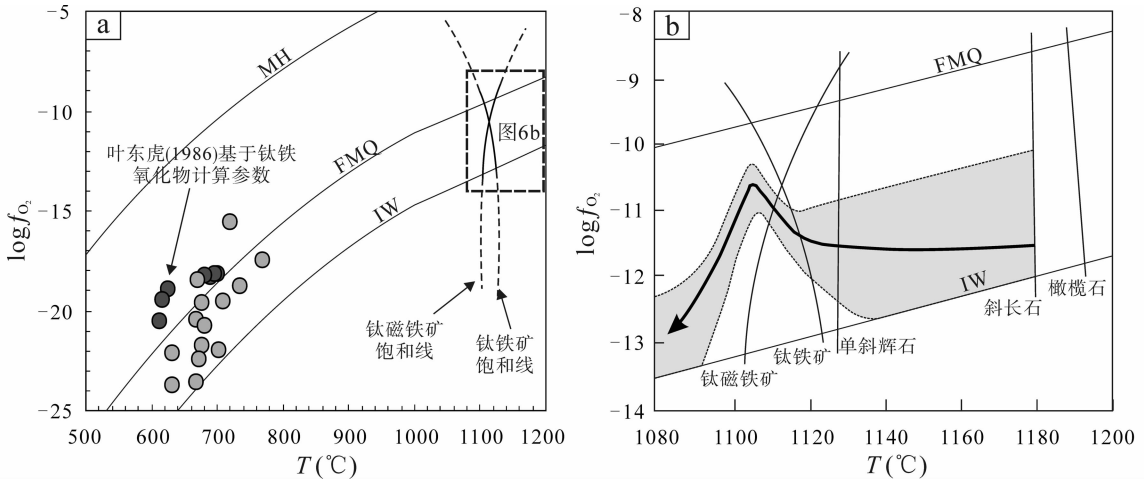 a
MH
FMQ
IW
图6b
叶东虎(1986)基于钛铁
氧化物计算参数
钛磁铁矿
饱和线
钛铁矿
饱和线
−5
−10
−15
−20
−25
logfO₂
500 600 700 800 900 1000 1100 1200
T(℃)
b
FMQ
IW
钛磁铁矿
钛铁矿
单斜辉石
斜长石
橄榄石
−8
−9
−10
−11
−12
−13
−14
logfO₂
1080 1100 1120 1140 1160 1180 1200
T(℃)